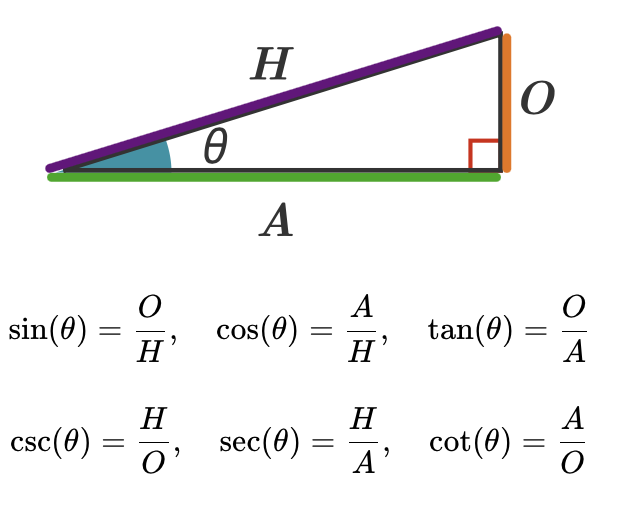 H
O
θ
A
sin(θ) = O/H, cos(θ) = A/H, tan(θ) = O/A
csc(θ) = H/O, sec(θ) = H/A, cot(θ) = A/O